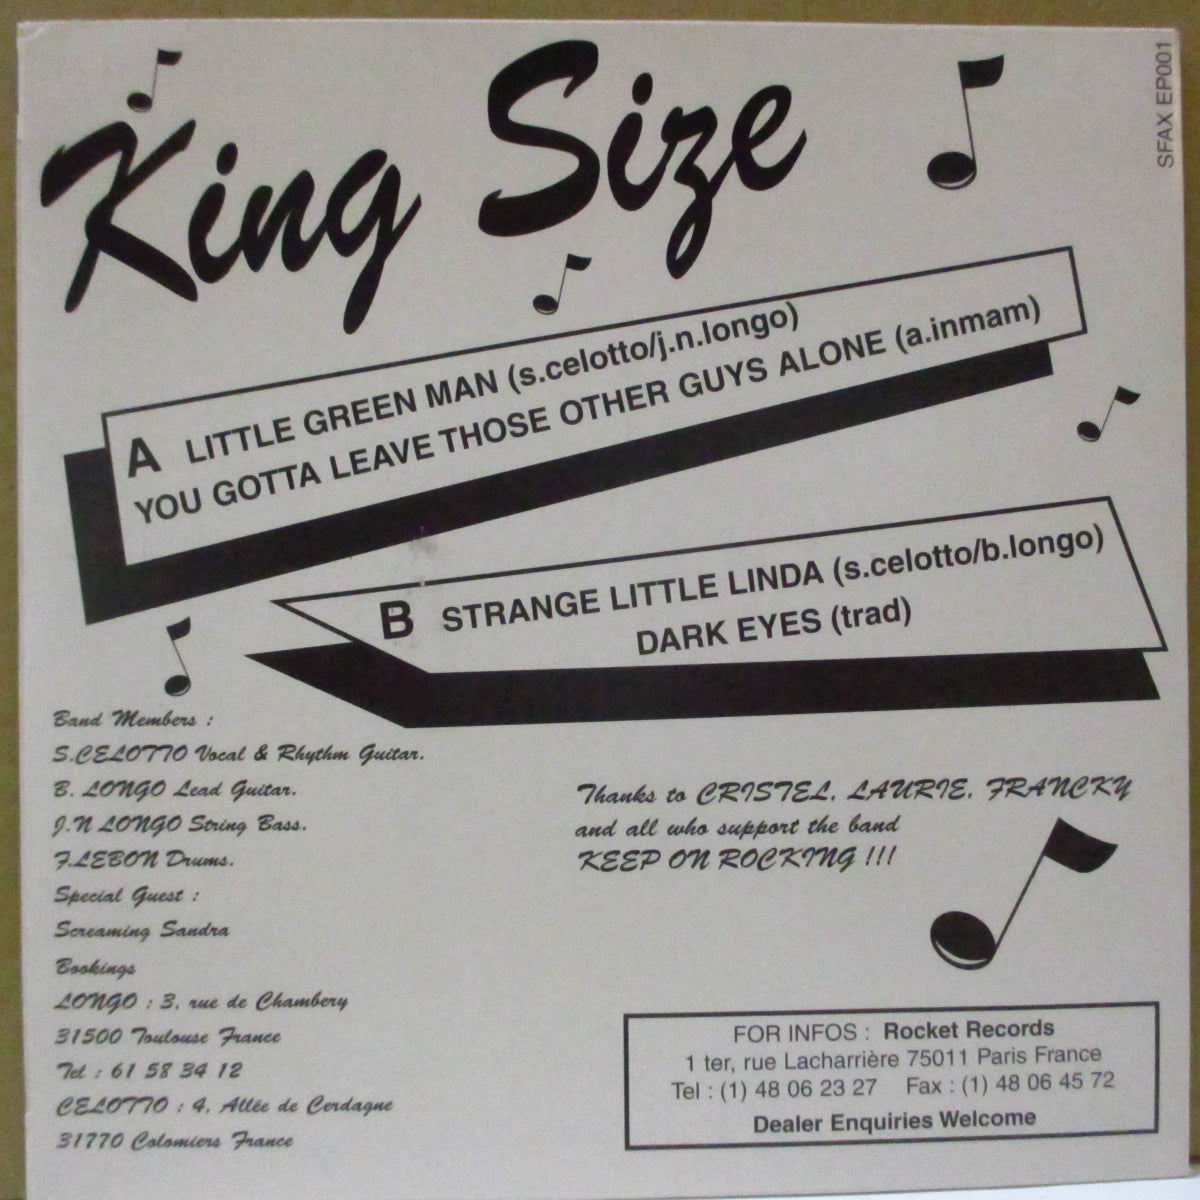 SFAX EP001
King Size
A LITTLE GREEN MAN (s.celotto/j.n.longo)
YOU GOTTA LEAVE THOSE OTHER GUYS ALONE (a.inmam)
B STRANGE LITTLE LINDA (s.celotto/b.longo)
DARK EYES (trad)
Band Members :
S.CELOTTO Vocal & Rhythm Guitar.
B. LONGO Lead Guitar.
J.N LONGO String Bass.
F.LEBON Drums.
Special Guest :
Screaming Sandra
Bookings
LONGO : 3, rue de Chambery
31500 Toulouse France
Tel : 61 58 34 12
CELOTTO : 4, Allée de Cerdagne
31770 Colomiers France
Thanks to CRISTEL, LAURIE, FRANCKY
and all who support the band
KEEP ON ROCKING !!!
FOR INFOS : Rocket Records
1 ter, rue Lacharrière 75011 Paris France
Tel : (1) 48 06 23 27 Fax : (1) 48 06 45 72
Dealer Enquiries Welcome